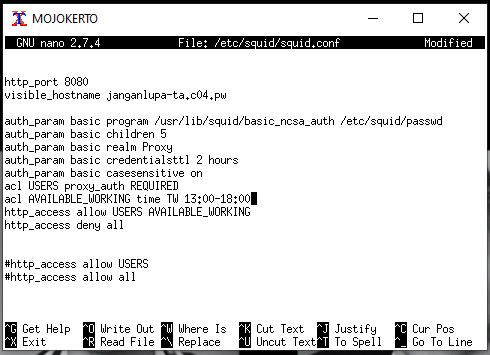 MOJOKERTO
GNU nano 2.7.4 File: /etc/squid/squid.conf Modified
http_port 8080
visible_hostname janganlupa-ta.c04.pw
auth_param basic program /usr/lib/squid/basic_ncsa_auth /etc/squid/passwd
auth_param basic children 5
auth_param basic realm Proxy
auth_param basic credentialsttl 2 hours
auth_param basic casesensitive on
acl USERS proxy_auth REQUIRED
acl AVAILABLE_WORKING time TW 13:00-18:00
http_access allow USERS AVAILABLE_WORKING
http_access deny all
#http_access allow USERS
#http_access allow all
^G Get Help ^O Write Out ^W Where Is ^K Cut Text ^J Justify ^C Cur Pos
^X Exit ^R Read File ^\ Replace ^U Uncut Text ^T To Spell ^_ Go To Line